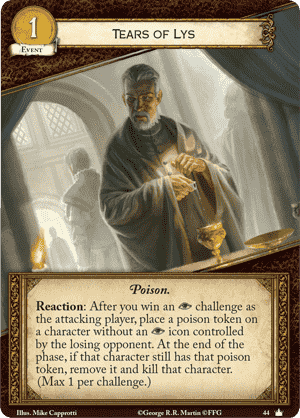 1
EVENT
TEARS OF LYS
Poison.
Reaction: After you win an challenge as
the attacking player, place a poison token on
a character without an icon controlled
by the losing opponent. At the end of the
phase, if that character still has that poison
token, remove it and kill that character.
(Max 1 per challenge.)
Illus. Mike Capprotti
©George R.R. Martin ©FFG
44